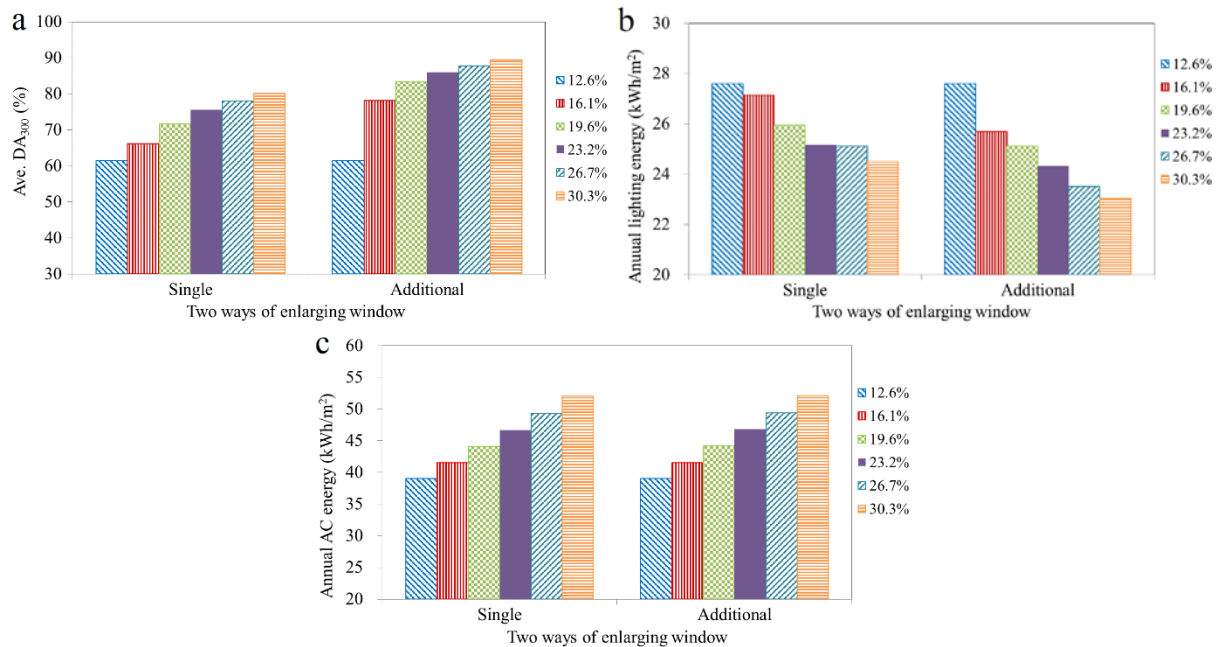 a
Ave. DA300 (%)
100
90
80
70
60
50
40
30
Single
Additional
Two ways of enlarging window
12.6%
16.1%
19.6%
23.2%
26.7%
30.3%
b
Anuual lighting energy (kWh/m²)
30
28
26
24
22
20
Single
Additional
Two ways of enlarging window
12.6%
16.1%
19.6%
23.2%
26.7%
30.3%
c
Annual AC energy (kWh/m²)
60
55
50
45
40
35
30
25
20
Single
Additional
Two ways of enlarging window
12.6%
16.1%
19.6%
23.2%
26.7%
30.3%